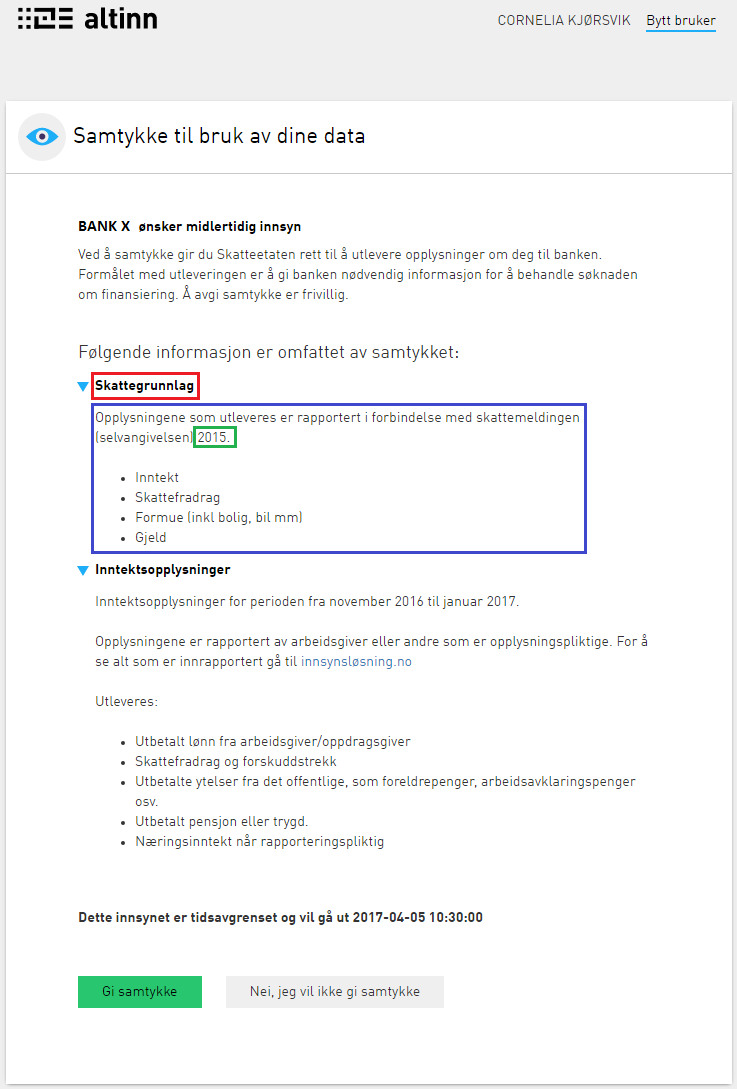 altinn
CORNELIA KJØRSVIK Bytt bruker
Samtykke til bruk av dine data
BANK X ønsker midlertidig innsyn
Ved å samtykke gir du Skatteetaten rett til å utlevere opplysninger om deg til banken.
Formålet med utleveringen er å gi banken nødvendig informasjon for å behandle søknaden
om finansiering. Å avgi samtykke er frivillig.
Følgende informasjon er omfattet av samtykket:
Skattegrunnlag
Opplysningene som utleveres er rapportert i forbindelse med skattemeldingen
(selvangivelsen) 2015.
• Inntekt
• Skattefradrag
• Formue (inkl bolig, bil mm)
• Gjeld
Inntektsopplysninger
Inntektsopplysninger for perioden fra november 2016 til januar 2017.
Opplysningene er rapportert av arbeidsgiver eller andre som er opplysningspliktige. For å
se alt som er innrapportert gå til innsynsløsning.no
Utleveres:
• Utbetalt lønn fra arbeidsgiver/oppdragsgiver
• Skattefradrag og forskuddstrekk
• Utbetalte ytelser fra det offentlige, som foreldrepenger, arbeidsavklaringspenger
osv.
• Utbetalt pensjon eller trygd.
• Næringsinntekt når rapporteringspliktig
Dette innsynet er tidsavgrenset og vil gå ut 2017-04-05 10:30:00
Gi samtykke
Nei, jeg vil ikke gi samtykke